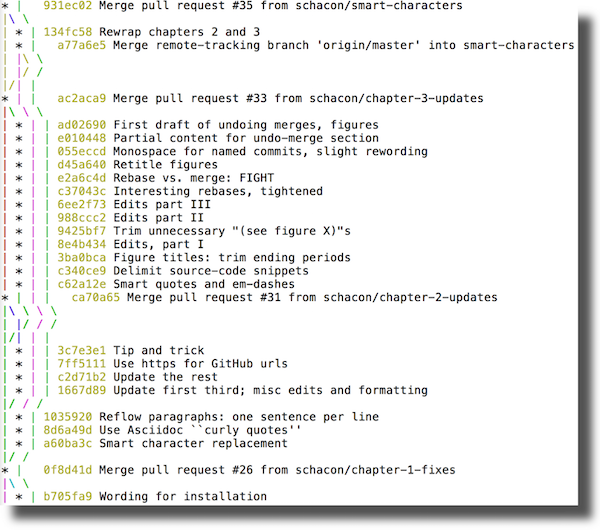 931ec02 Merge pull request #35 from schacon/smart-characters
134fc58 Rewrap chapters 2 and 3
a77a6e5 Merge remote-tracking branch 'origin/master' into smart-characters
ac2aca9 Merge pull request #33 from schacon/chapter-3-updates
ad02690 First draft of undoing merges, figures
e010448 Partial content for undo-merge section
055eccd Monospace for named commits, slight rewording
d45a640 Retitle figures
e2a6c4d Rebase vs. merge: FIGHT
c37043c Interesting rebases, tightened
6ee2f73 Edits part III
988ccc2 Edits part II
9425bf7 Trim unnecessary "(see figure X)"s
8e4b434 Edits, part I
3ba0bca Figure titles: trim ending periods
c340ce9 Delimit source-code snippets
c62a12e Smart quotes and em-dashes
ca70a65 Merge pull request #31 from schacon/chapter-2-updates
3c7e3e1 Tip and trick
7ff5111 Use https for GitHub urls
c2d71b2 Update the rest
1667d89 Update first third; misc edits and formatting
1035920 Reflow paragraphs: one sentence per line
8d6a49d Use Asciidoc ``curly quotes''
a60ba3c Smart character replacement
0f8d41d Merge pull request #26 from schacon/chapter-1-fixes
b705fa9 Wording for installation